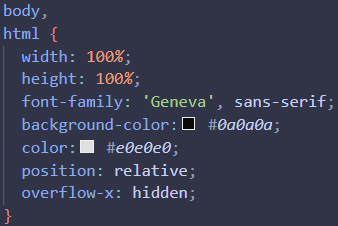 body,
html {
  width: 100%;
  height: 100%;
  font-family: 'Geneva', sans-serif;
  background-color: #0a0a0a;
  color: #e0e0e0;
  position: relative;
  overflow-x: hidden;
}